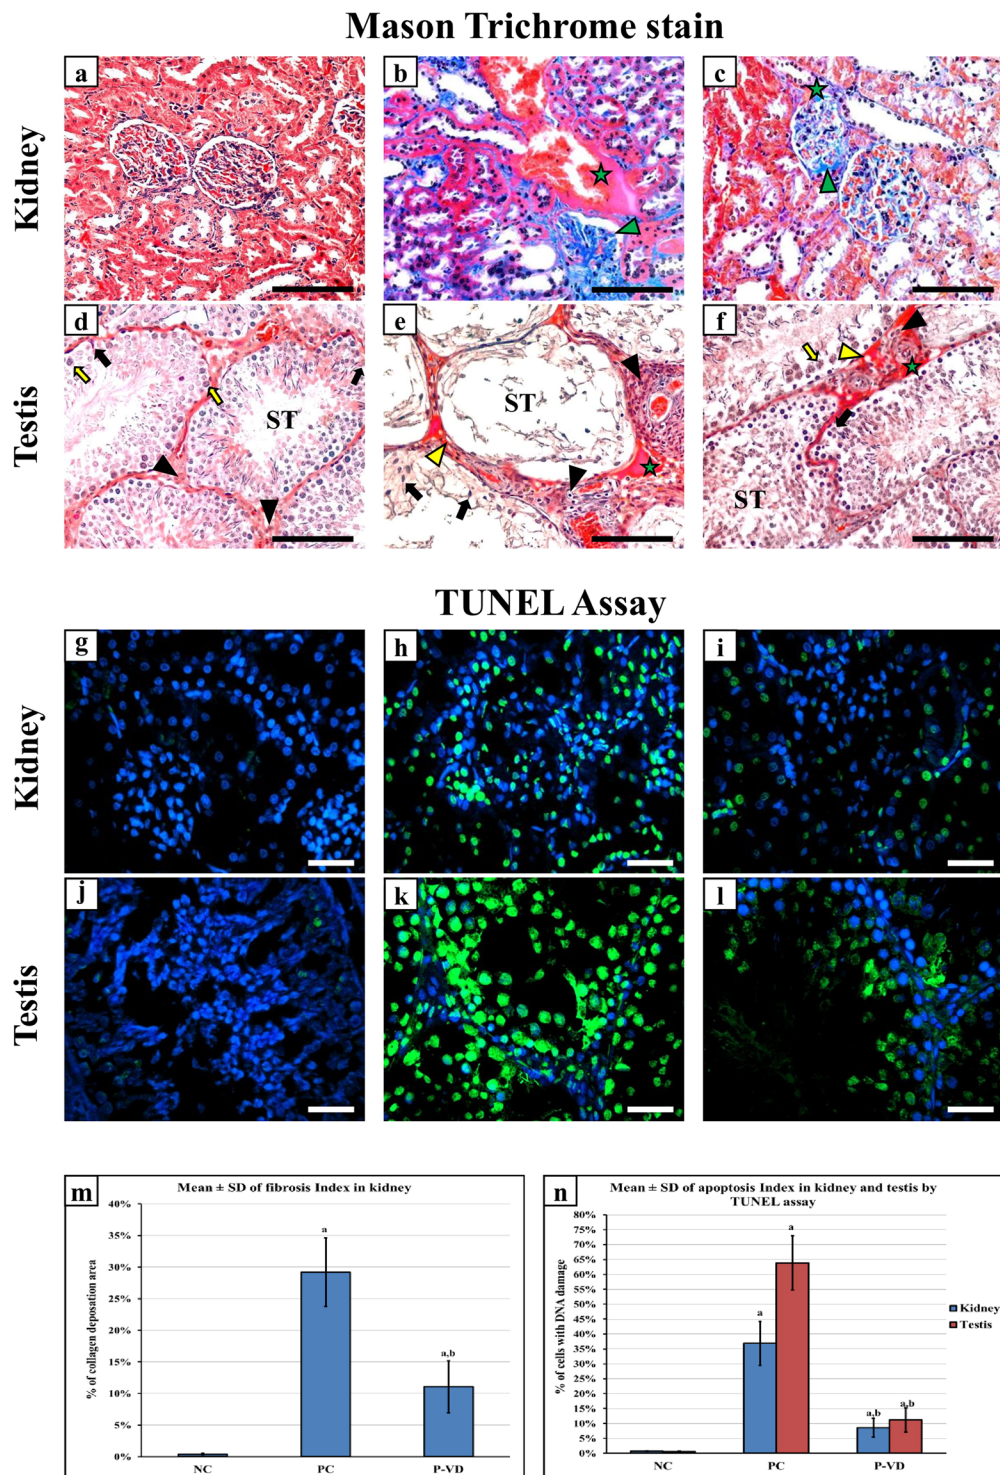 Mason Trichrome stain
Kidney
a
b
c
Testis
d
ST
e
ST
f
ST
TUNEL Assay
Kidney
g
h
i
Testis
j
k
l
m
Mean ± SD of fibrosis Index in kidney
% of collagen deposation area
40%
35%
30%
25%
20%
15%
10%
5%
0%
a
a,b
NC
PC
P-VD
n
Mean ± SD of apoptosis Index in kidney and testis by
TUNEL assay
% of cells with DNA damage
80%
75%
70%
65%
60%
55%
50%
45%
40%
35%
30%
25%
20%
15%
10%
5%
0%
a
a
a,b
a,b
NC
PC
P-VD
Kidney
Testis